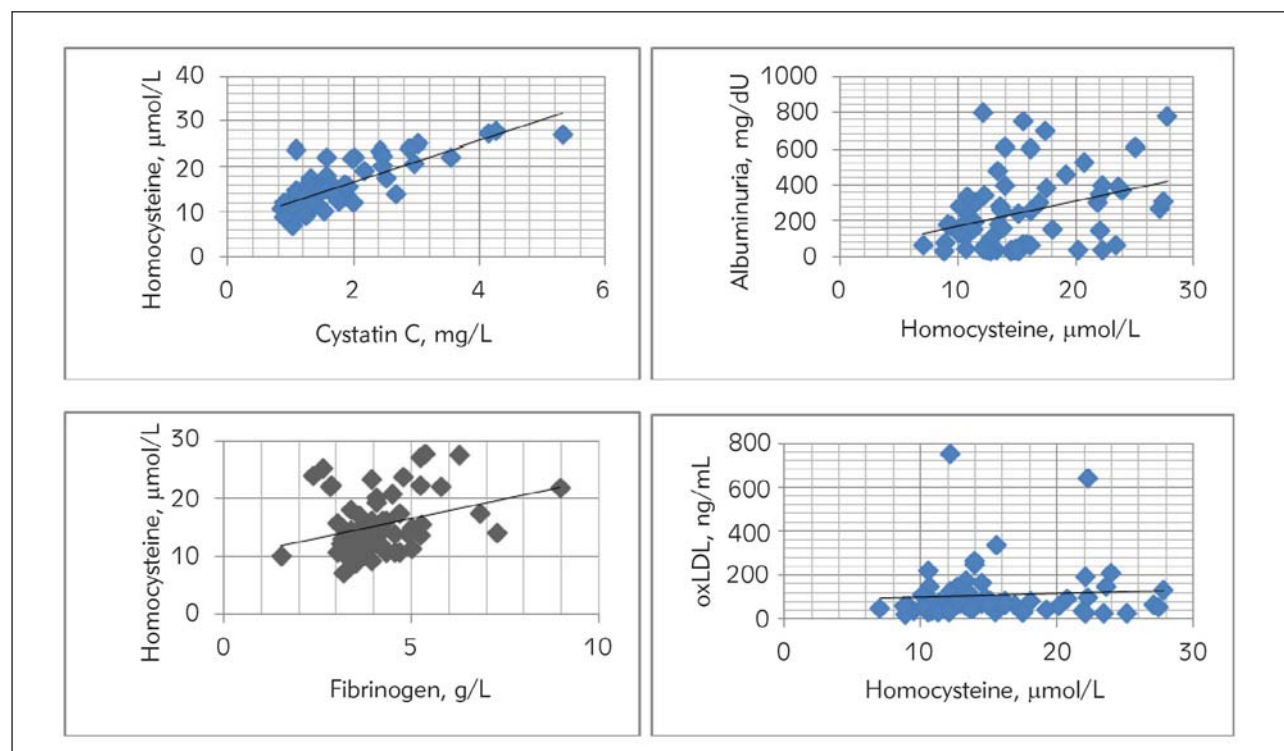 Homocysteine, μmol/L
40
30
20
10
0
0 2 4 6
Cystatin C, mg/L
Albuminuria, mg/dU
1000
800
600
400
200
0
0 10 20 30
Homocysteine, μmol/L
Homocysteine, μmol/L
30
20
10
0
0 5 10
Fibrinogen, g/L
oxLDL, ng/mL
800
600
400
200
0
0 10 20 30
Homocysteine, μmol/L